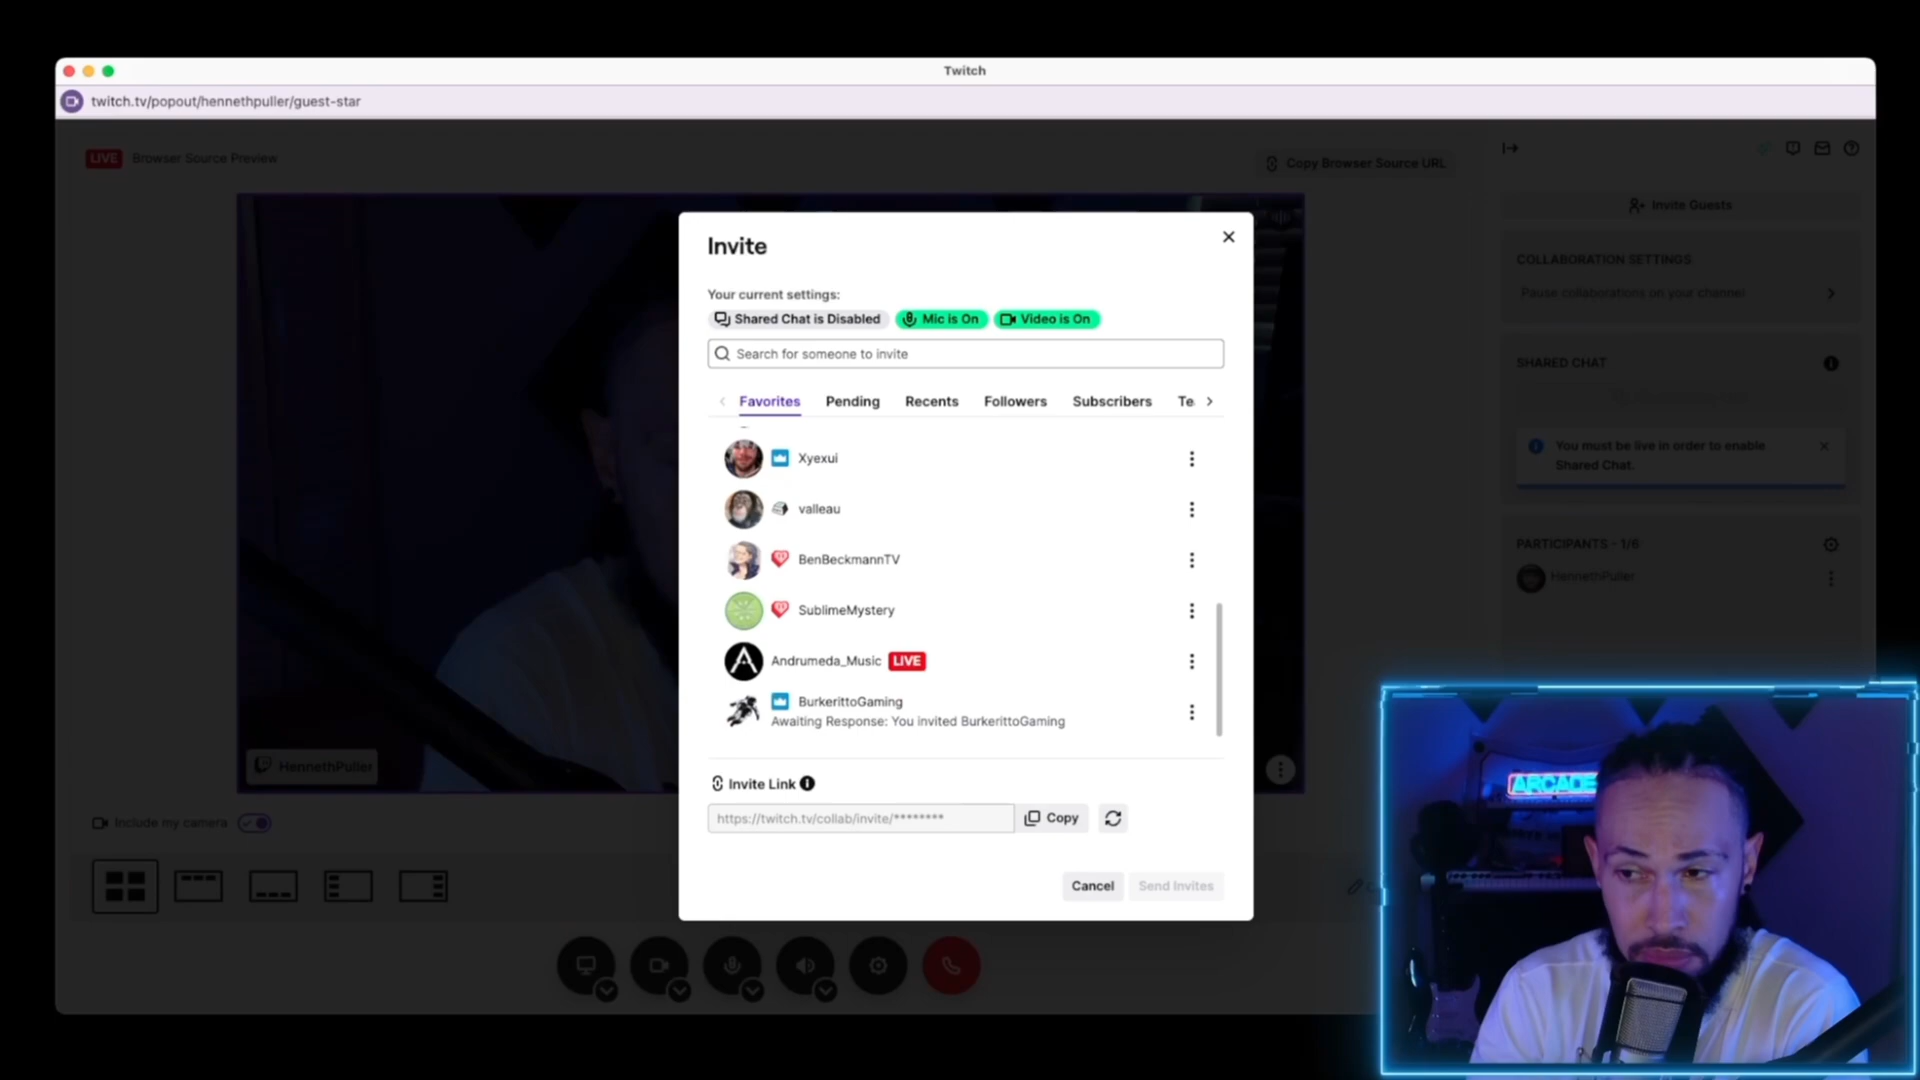 Twitch
twitch.tv/popout/hennethpuller/guest-star
LIVE Browser Source Preview
Copy Browser Source URL
Invite Guests
COLLABORATION SETTINGS
Pause collaborations on your channel
SHARED CHAT
You must be live in order to enable
Shared Chat.
PARTICIPANTS - 1/6
HennethPuller
Invite
Your current settings:
Shared Chat is Disabled Mic is On Video is On
Search for someone to invite
Favorites Pending Recents Followers Subscribers Te
Xyexui
valleau
BenBeckmannTV
SublimeMystery
Andrumeda_Music LIVE
BurkerittoGaming
Awaiting Response: You invited BurkerittoGaming
Invite Link
https://twitch.tv/collab/invite/********
Copy
Cancel Send Invites
HennethPuller
Include my camera
ARCADE